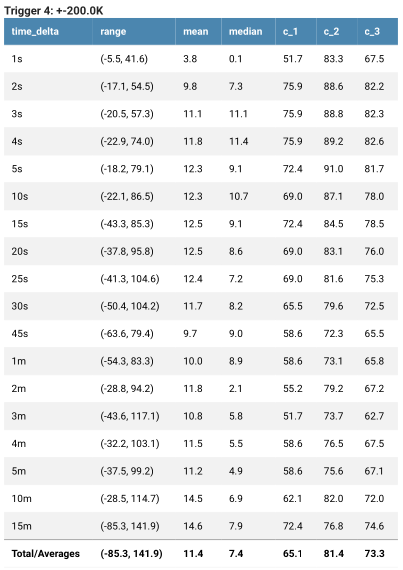 Trigger 4: +-200.0K
time_delta range mean median c_1 c_2 c_3
1s (-5.5, 41.6) 3.8 0.1 51.7 83.3 67.5
2s (-17.1, 54.5) 9.8 7.3 75.9 88.6 82.2
3s (-20.5, 57.3) 11.1 11.1 75.9 88.8 82.3
4s (-22.9, 74.0) 11.8 11.4 75.9 89.2 82.6
5s (-18.2, 79.1) 12.3 9.1 72.4 91.0 81.7
10s (-22.1, 86.5) 12.3 10.7 69.0 87.1 78.0
15s (-43.3, 85.3) 12.5 9.1 72.4 84.5 78.5
20s (-37.8, 95.8) 12.5 8.6 69.0 83.1 76.0
25s (-41.3, 104.6) 12.4 7.2 69.0 81.6 75.3
30s (-50.4, 104.2) 11.7 8.2 65.5 79.6 72.5
45s (-63.6, 79.4) 9.7 9.0 58.6 72.3 65.5
1m (-54.3, 83.3) 10.0 8.9 58.6 73.1 65.8
2m (-28.8, 94.2) 11.8 2.1 55.2 79.2 67.2
3m (-43.6, 117.1) 10.8 5.8 51.7 73.7 62.7
4m (-32.2, 103.1) 11.5 5.5 58.6 76.5 67.5
5m (-37.5, 99.2) 11.2 4.9 58.6 75.6 67.1
10m (-28.5, 114.7) 14.5 6.9 62.1 82.0 72.0
15m (-85.3, 141.9) 14.6 7.9 72.4 76.8 74.6
Total/Averages (-85.3, 141.9) 11.4 7.4 65.1 81.4 73.3